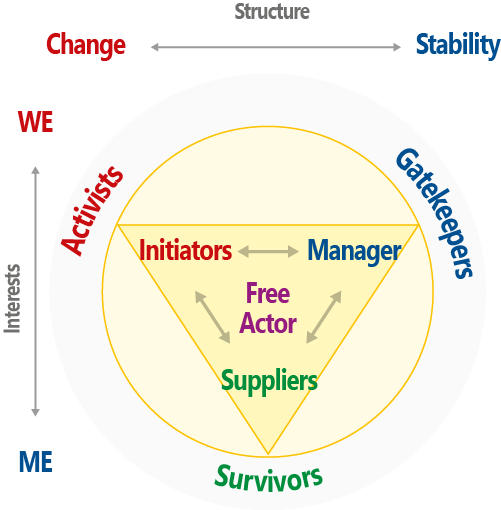 Structure
Change
Stability
WE
Activists
Gatekeepers
Initiators
Manager
Interests
Free
Actor
Suppliers
ME
Survivors